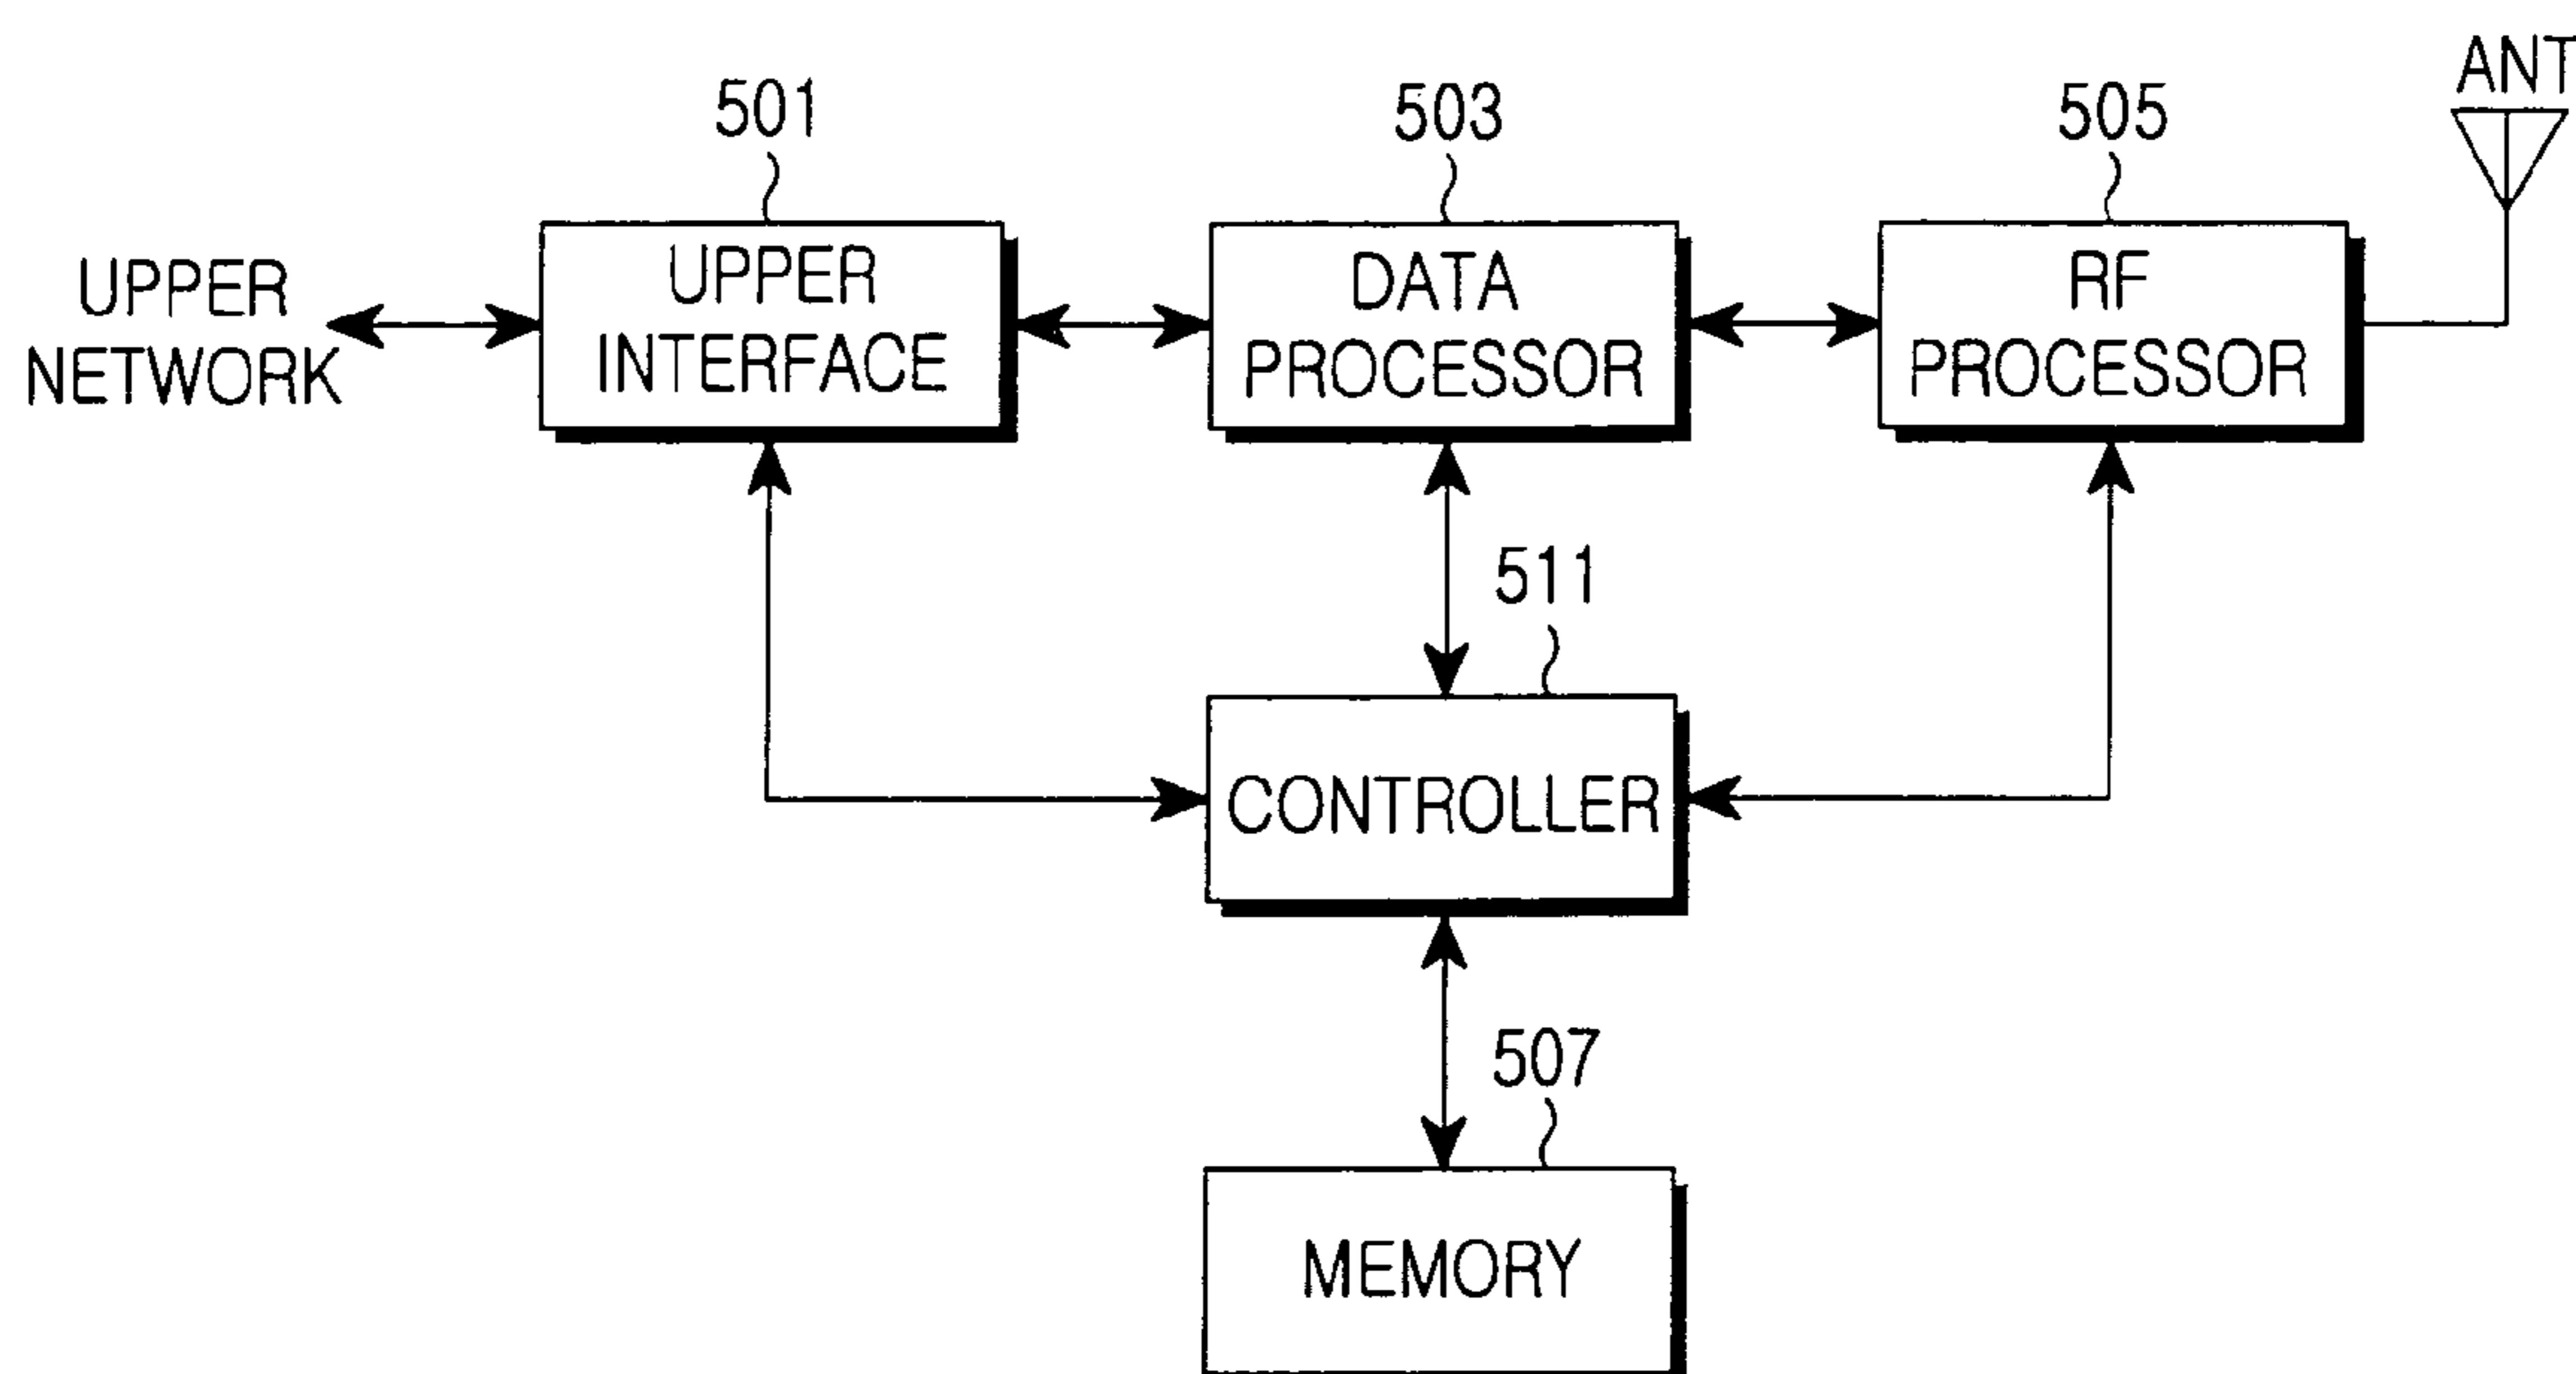 ANT
501
503
505
UPPER
NETWORK
UPPER
INTERFACE
DATA
PROCESSOR
RF
PROCESSOR
511
CONTROLLER
507
MEMORY